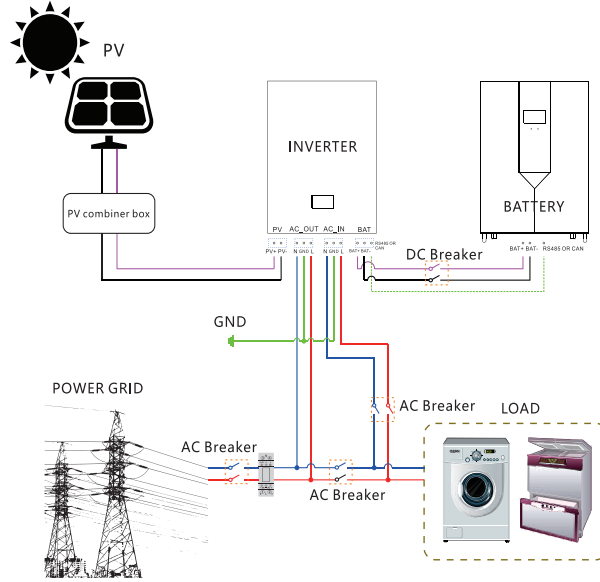 PV
INVERTER
PV combiner box
BATTERY
PV AC_OUT AC_IN BAT
RS485 OR
CAN
PV+ PV- N GND L N GND L BAT+ BAT-
BAT+ BAT- RS485 OR CAN
DC Breaker
GND
POWER GRID
AC Breaker
LOAD
AC Breaker
AC Breaker